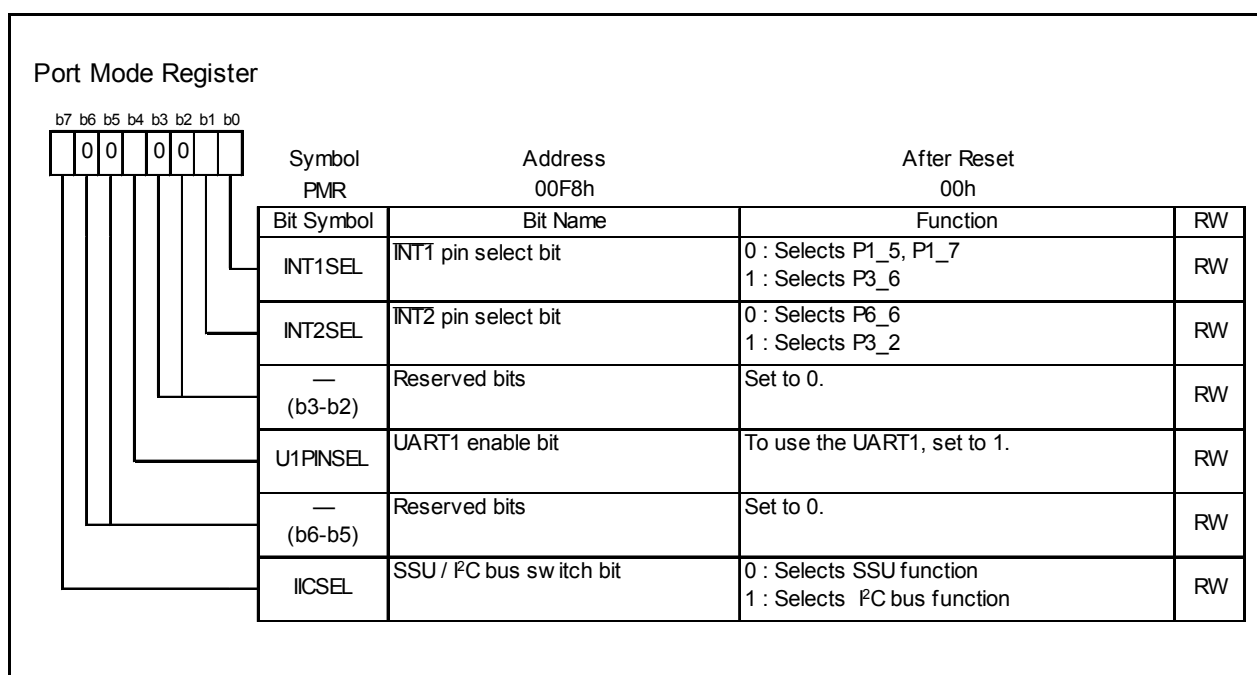 Port Mode Register
b7 b6 b5 b4 b3 b2 b1 b0
0 0 0 0
Symbol Address After Reset
PMR 00F8h 00h
Bit Symbol Bit Name Function RW
INT1SEL INT1 pin select bit 0 : Selects P1_5, P1_7 RW
1 : Selects P3_6
INT2SEL INT2 pin select bit 0 : Selects P6_6 RW
1 : Selects P3_2
— Reserved bits Set to 0. RW
(b3-b2)
U1PINSEL UART1 enable bit To use the UART1, set to 1. RW
— Reserved bits Set to 0. RW
(b6-b5)
IICSEL SSU / I²C bus switch bit 0 : Selects SSU function RW
1 : Selects I²C bus function